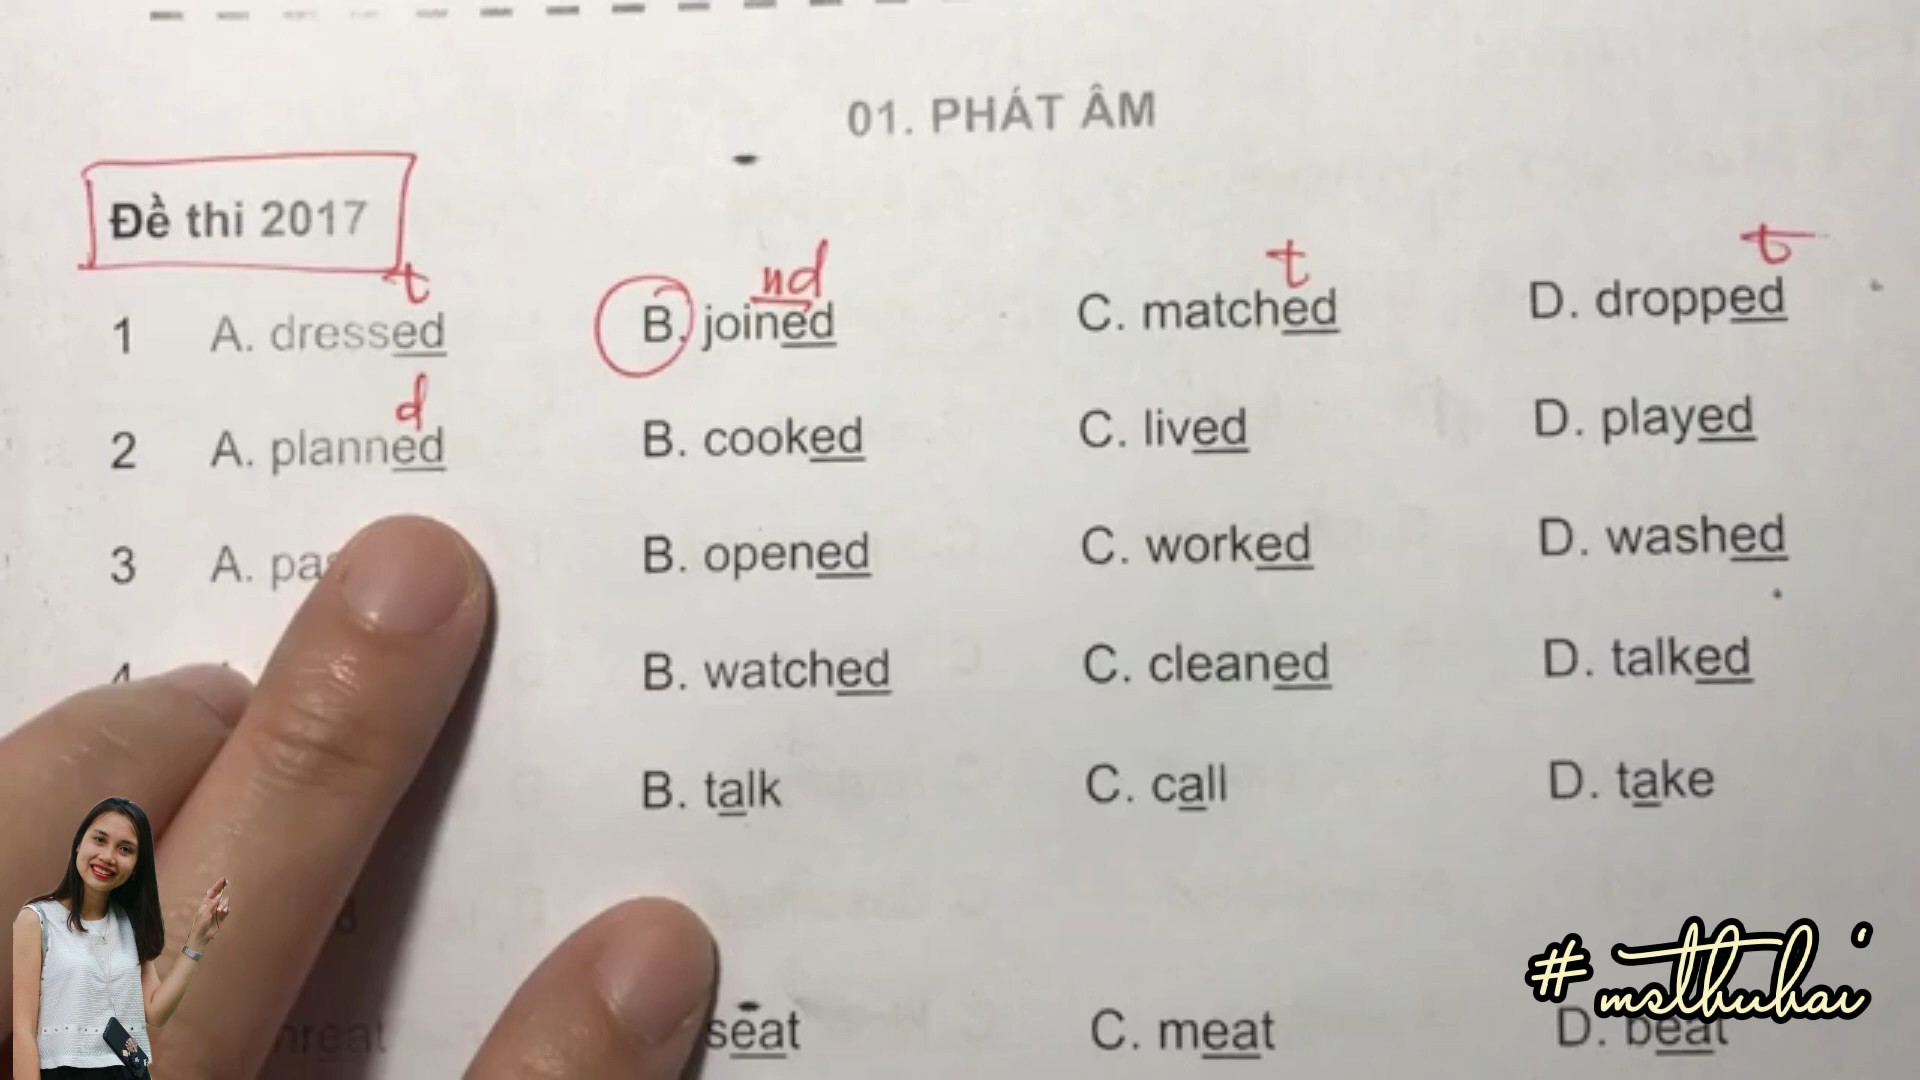 01. PHÁT ÂM
Đề thi 2017
t nd t t
1 A. dressed B. joined C. matched D. dropped
d
2 A. planned B. cooked C. lived D. played
3 A. B. opened C. worked D. washed
B. watched C. cleaned D. talked
B. talk C. call D. take
seat C. meat D. beat
#msthuhai